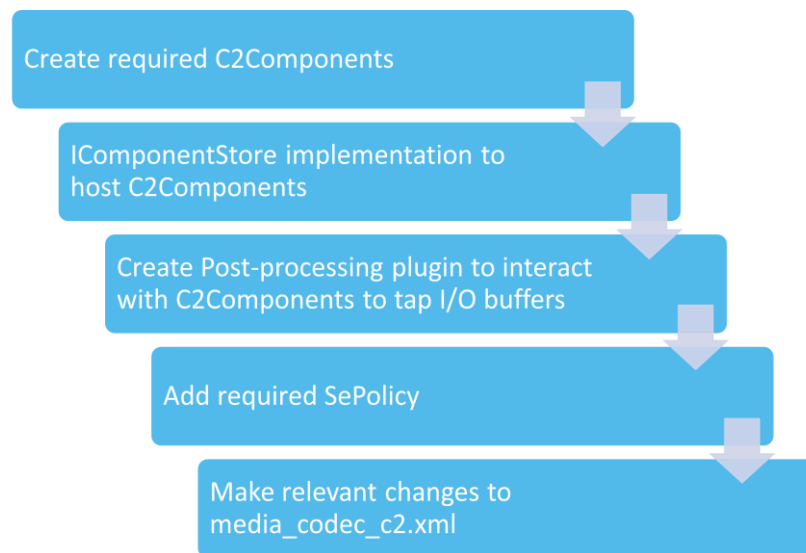 Create required C2Components
IComponentStore implementation to
host C2Components
Create Post-processing plugin to interact
with C2Components to tap I/O buffers
Add required SePolicy
Make relevant changes to
media_codec_c2.xml